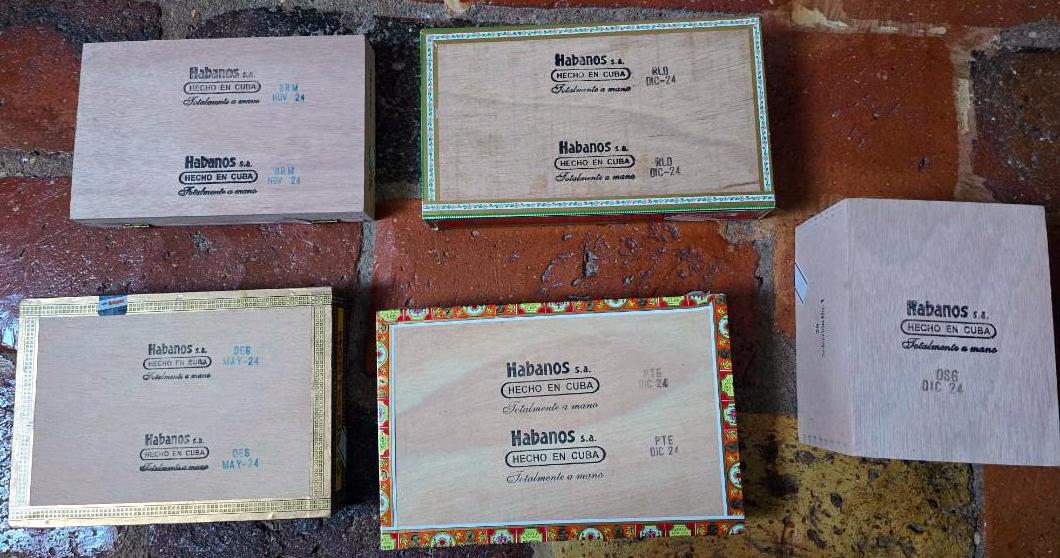 Habanos s.a.
HECHO EN CUBA
Totalmente a mano
BRM
NOV 24
Habanos s.a.
HECHO EN CUBA
Totalmente a mano
BRM
NOV 24
Habanos s.a.
HECHO EN CUBA
Totalmente a mano
RLD
DIC-24
Habanos s.a.
HECHO EN CUBA
Totalmente a mano
RLD
DIC-24
Habanos s.a.
HECHO EN CUBA
Totalmente a mano
OSG
DIC 24
25
Habanos s.a.
HECHO EN CUBA
Totalmente a mano
MAY-24
Habanos s.a.
HECHO EN CUBA
Totalmente a mano
MAY-24
Habanos s.a.
HECHO EN CUBA
Totalmente a mano
PTE
DIC 24
Habanos s.a.
HECHO EN CUBA
Totalmente a mano
PTE
DIC 24